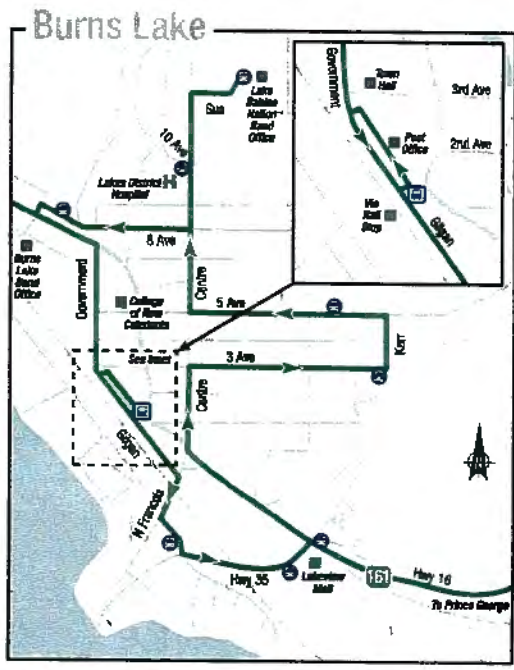 Burns Lake
Government
Town
Hall
3rd Ave
Post
Office
2nd Ave
Via
Rail
Stn
Gilgan
Lake
Babine
Nation
Band
Office
Gus
10 Ave
Lakes District
Hospital
8 Ave
Burns
Lake
Band
Office
Government
College
of New
Caledonia
Centre
5 Ave
Kerr
See Inset
3 Ave
Centre
Gilgan
N Francois
Hwy 35
Lakeview
Mall
161
Hwy 16
To Prince George